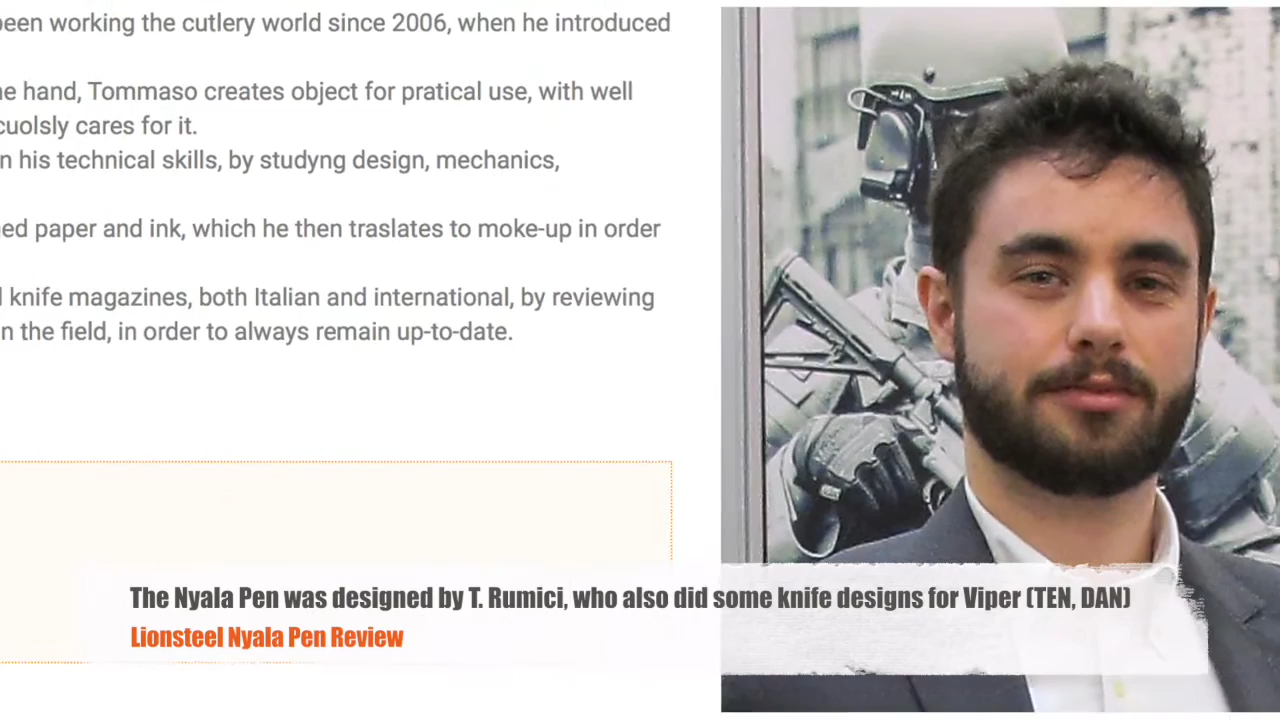 been working the cutlery world since 2006, when he introduced
he hand, Tommaso creates object for pratical use, with well
cuolsly cares for it.
n his technical skills, by studyng design, mechanics,
ed paper and ink, which he then traslates to moke-up in order
knife magazines, both Italian and international, by reviewing
n the field, in order to always remain up-to-date.
The Nyala Pen was designed by T. Rumici, who also did some knife designs for Viper (TEN, DAN)
Lionsteel Nyala Pen Review